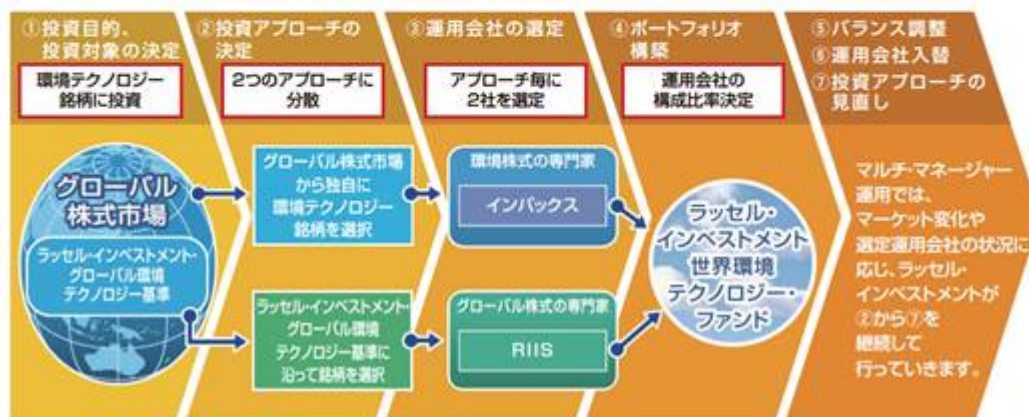 ①投資目的、
投資対象の決定
環境テクノロジー
銘柄に投資
グローバル
株式市場
ラッセル・インベストメント・
グローバル環境
テクノロジー基準
②投資アプローチの
決定
2つのアプローチに
分散
グローバル株式市場
から独自に
環境テクノロジー
銘柄を選択
ラッセル・インベストメント・
グローバル環境
テクノロジー基準に
沿って銘柄を選択
③運用会社の選定
アプローチ毎に
2社を選定
環境株式の専門家
インパックス
グローバル株式の専門家
RIIS
④ポートフォリオ
構築
運用会社の
構成比率決定
ラッセル・
インベストメント
世界環境
テクノロジー・
ファンド
⑤バランス調整
⑥運用会社入替
⑦投資アプローチの
見直し
マルチ・マネージャー
運用では、
マーケット変化や
選定運用会社の状況に
応じ、ラッセル・
インベストメントが
②から⑦を
継続して
行っていきます。